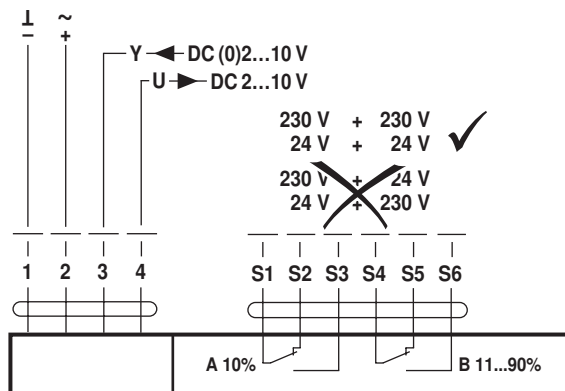 ⊥ ~
− +
Y DC (0)2...10 V
U DC 2...10 V
230 V + 230 V
24 V + 24 V
230 V + 24 V
24 V + 230 V
1 2 3 4 S1 S2 S3 S4 S5 S6
A 10% B 11...90%